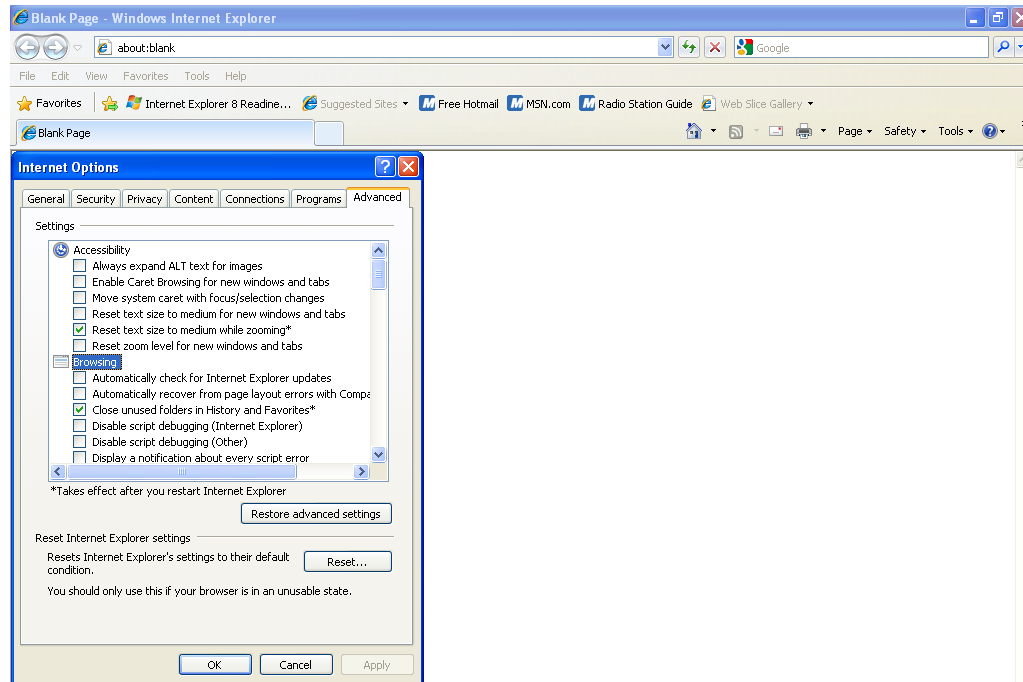 Blank Page - Windows Internet Explorer
about:blank
Google
File Edit View Favorites Tools Help
Favorites Internet Explorer 8 Readine... Suggested Sites Free Hotmail MSN.com Radio Station Guide Web Slice Gallery
Blank Page
Page Safety Tools
Internet Options
General Security Privacy Content Connections Programs Advanced
Settings
Accessibility
Always expand ALT text for images
Enable Caret Browsing for new windows and tabs
Move system caret with focus/selection changes
Reset text size to medium for new windows and tabs
Reset text size to medium while zooming*
Reset zoom level for new windows and tabs
Browsing
Automatically check for Internet Explorer updates
Automatically recover from page layout errors with Compa
Close unused folders in History and Favorites*
Disable script debugging (Internet Explorer)
Disable script debugging (Other)
Display a notification about every script error
*Takes effect after you restart Internet Explorer
Restore advanced settings
Reset Internet Explorer settings
Resets Internet Explorer's settings to their default
condition.
Reset...
You should only use this if your browser is in an unusable state.
OK Cancel Apply